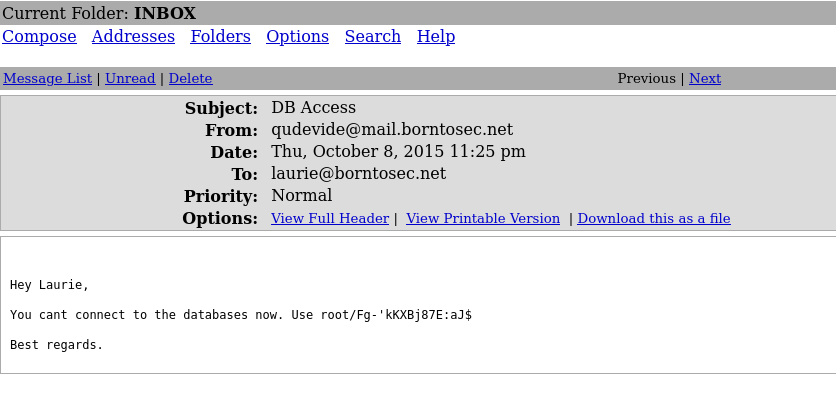 Current Folder: INBOX
Compose Addresses Folders Options Search Help
Message List | Unread | Delete Previous | Next
Subject: DB Access
From: qudevide@mail.borntosec.net
Date: Thu, October 8, 2015 11:25 pm
To: laurie@borntosec.net
Priority: Normal
Options: View Full Header | View Printable Version | Download this as a file
Hey Laurie,
You cant connect to the databases now. Use root/Fg-'kKXBj87E:aJ$
Best regards.